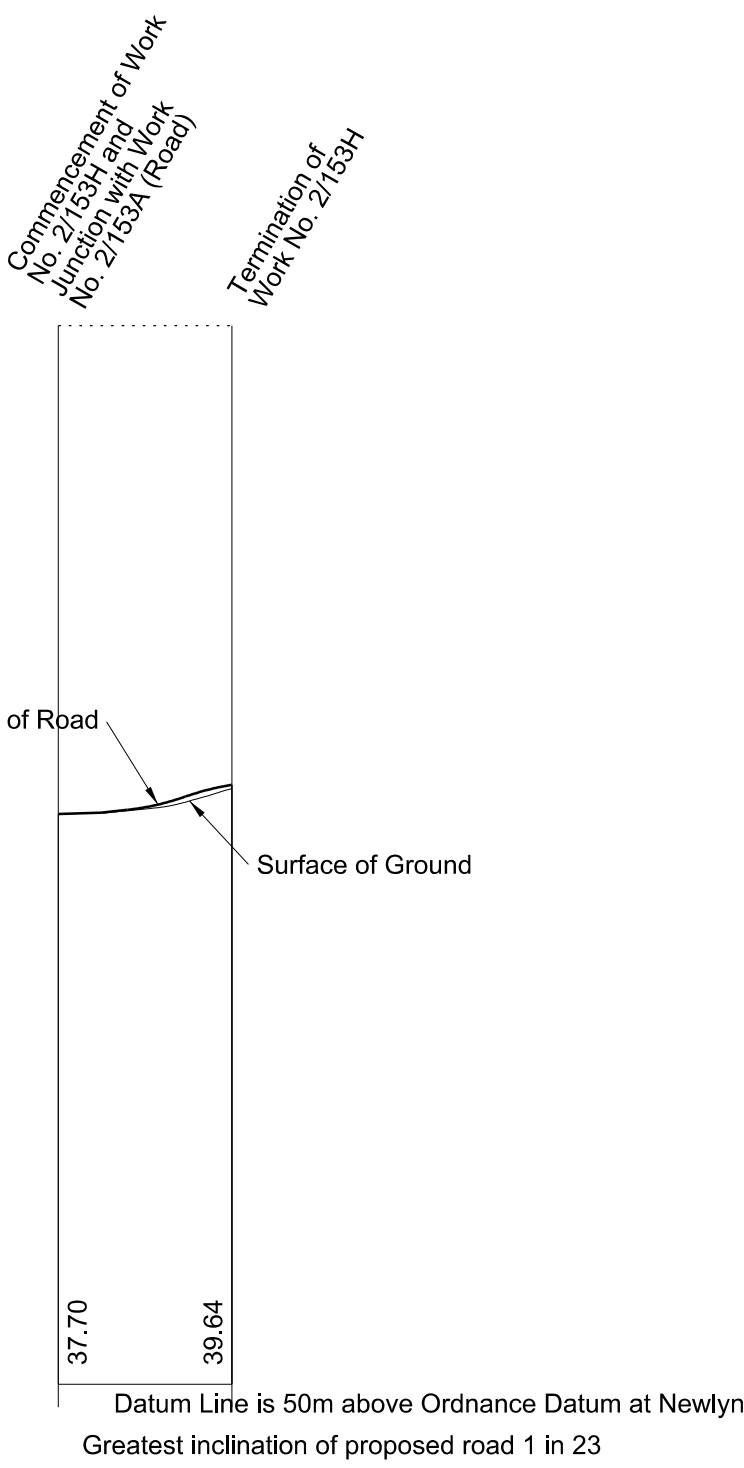 Commencement of Work
No. 2/153H and
Junction with Work
No. 2/153A (Road)
Termination of
Work No. 2/153H
of Road
Surface of Ground
37.70
39.64
Datum Line is 50m above Ordnance Datum at Newlyn
Greatest inclination of proposed road 1 in 23